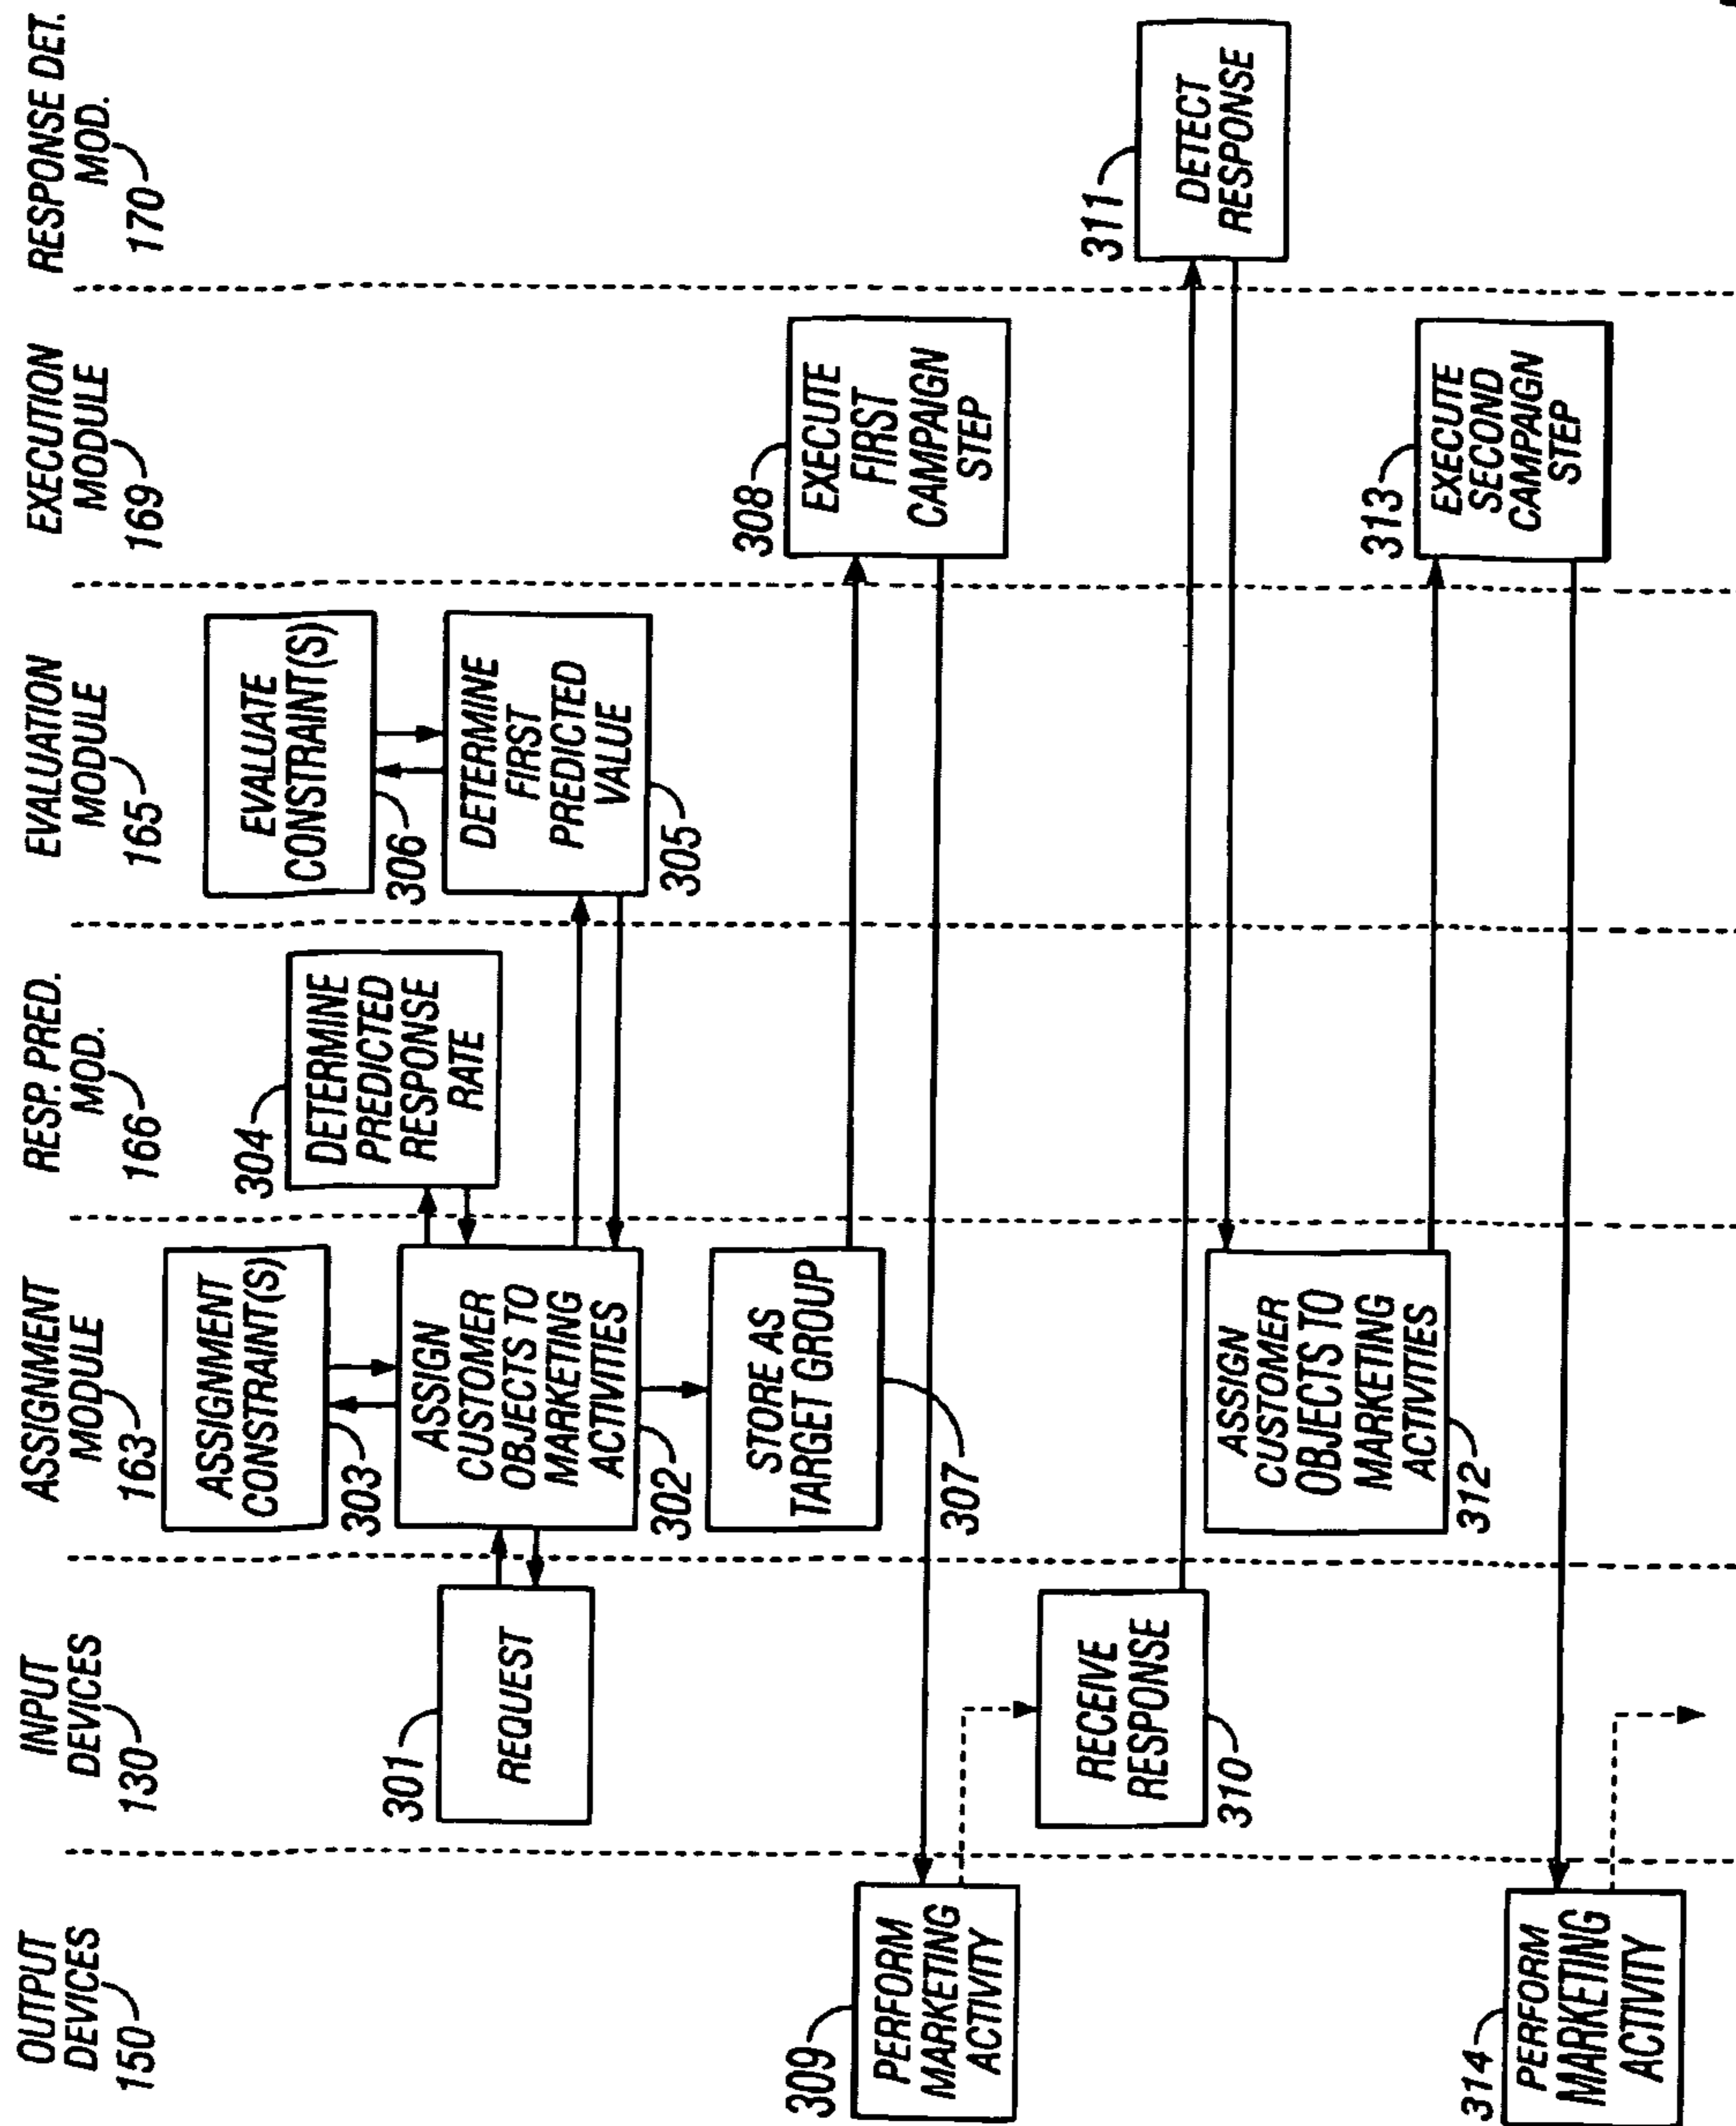 OUTPUT
DEVICES
150
INPUT
DEVICES
130
ASSIGNMENT
MODULE
163
RESP. PRED.
MOD.
166
EVALUATION
MODULE
165
EXECUTION
MODULE
169
RESPONSE DET.
MOD.
170
ASSIGNMENT
CONSTRAINT(S)
303
EVALUATE
CONSTRAINT(S)
306
304
DETERMINE
PREDICTED
RESPONSE
RATE
301
REQUEST
ASSIGN
CUSTOMER
OBJECTS TO
MARKETING
ACTIVITIES
302
DETERMINE
FIRST
PREDICTED
VALUE
305
STORE AS
TARGET GROUP
307
308
EXECUTE
FIRST
CAMPAIGN
STEP
309
PERFORM
MARKETING
ACTIVITY
RECEIVE
RESPONSE
310
311
DETECT
RESPONSE
ASSIGN
CUSTOMER
OBJECTS TO
MARKETING
ACTIVITIES
312
313
EXECUTE
SECOND
CAMPAIGN
STEP
314
PERFORM
MARKETING
ACTIVITY